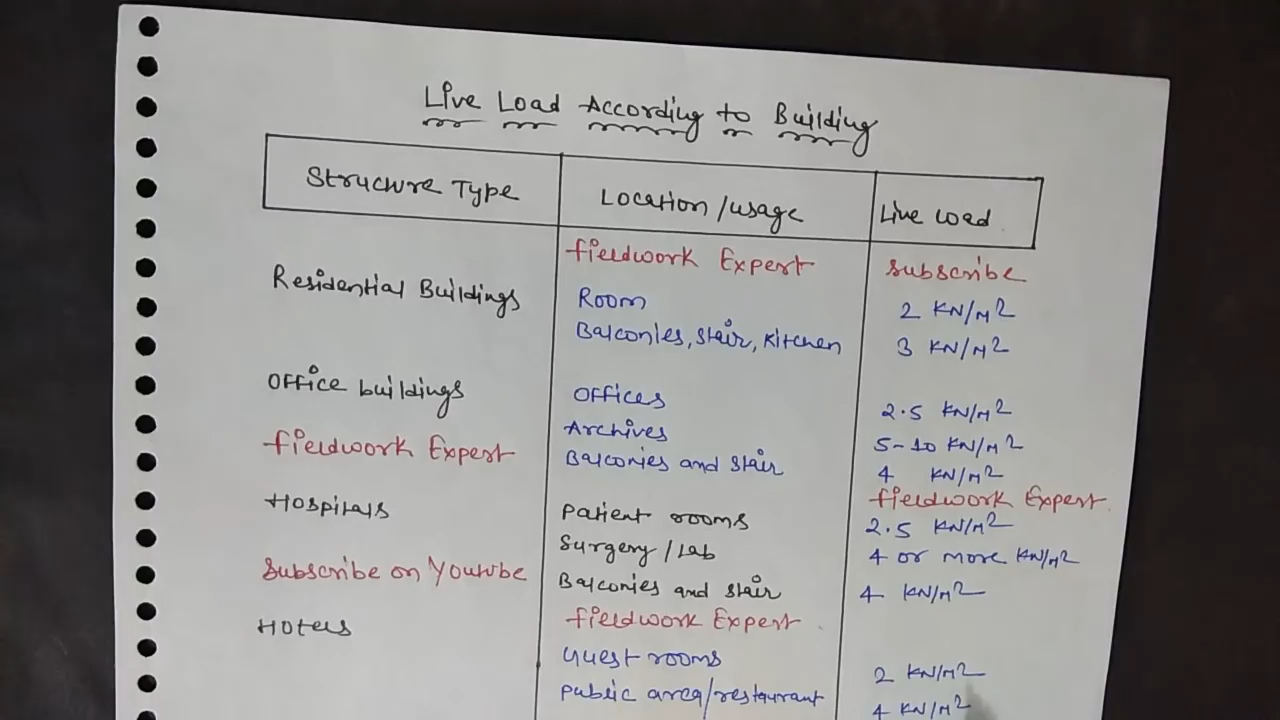 Live Load According to Building
Structure Type Location/usage Live Load
fieldwork Expert subscribe
Residential Buildings Room 2 KN/M²
Balconies, stair, Kitchen 3 KN/M²
Office buildings Offices 2.5 KN/M²
Archives 5-10 KN/M²
fieldwork Expert Balconies and stair 4 KN/M²
fieldwork Expert
Hospitals Patient rooms 2.5 KN/M²
Surgery/Lab 4 or more KN/M²
Subscribe on Youtube Balconies and stair 4 KN/M²
Hotels fieldwork Expert
Guest rooms 2 KN/M²
Public area/restaurant 4 KN/M²